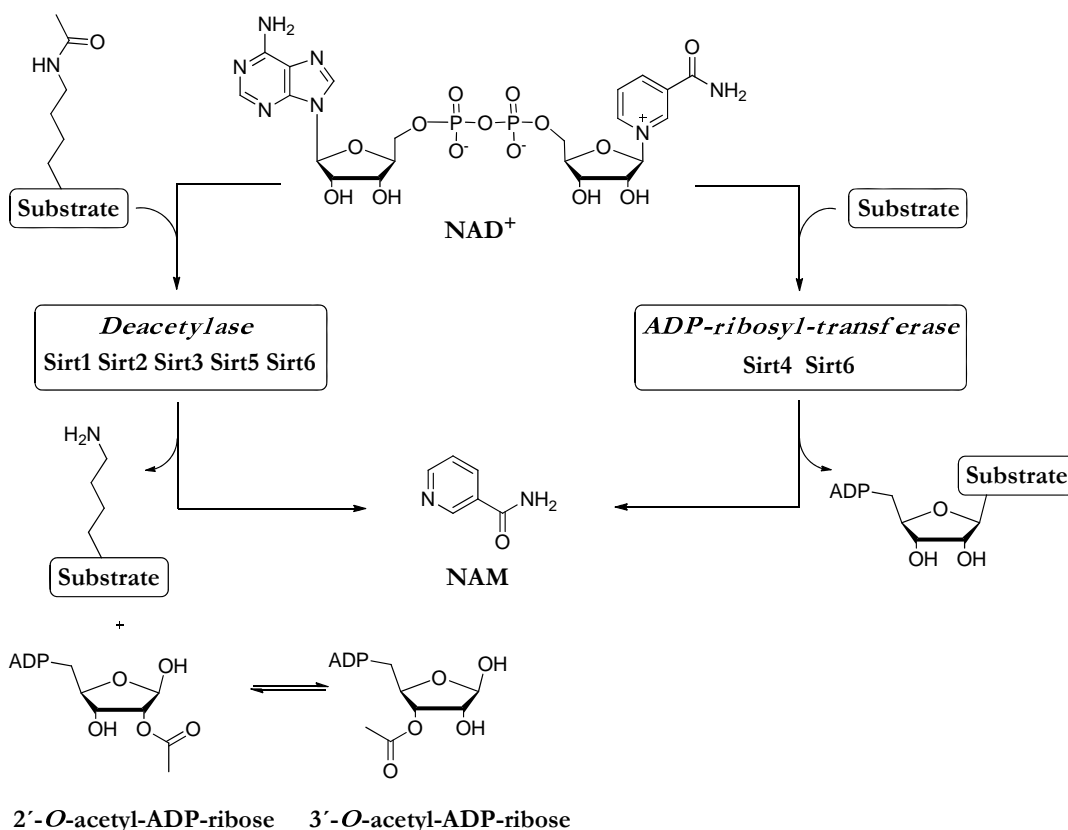 O
HN
Substrate
NH₂
N
N
N
N
O
O
P
O⁻
O
O
P
O⁻
O
O
OH OH
O
NH₂
N⁺
O
OH OH
NAD⁺
Substrate
Deacetylase
Sirt1 Sirt2 Sirt3 Sirt5 Sirt6
ADP-ribosyl-transferase
Sirt4 Sirt6
H₂N
Substrate
+
N
NH₂
O
NAM
Substrate
ADP
O
OH OH
ADP
O
OH
OH
O
O
ADP
O
OH
O
OH
O
2´-O-acetyl-ADP-ribose 3´-O-acetyl-ADP-ribose